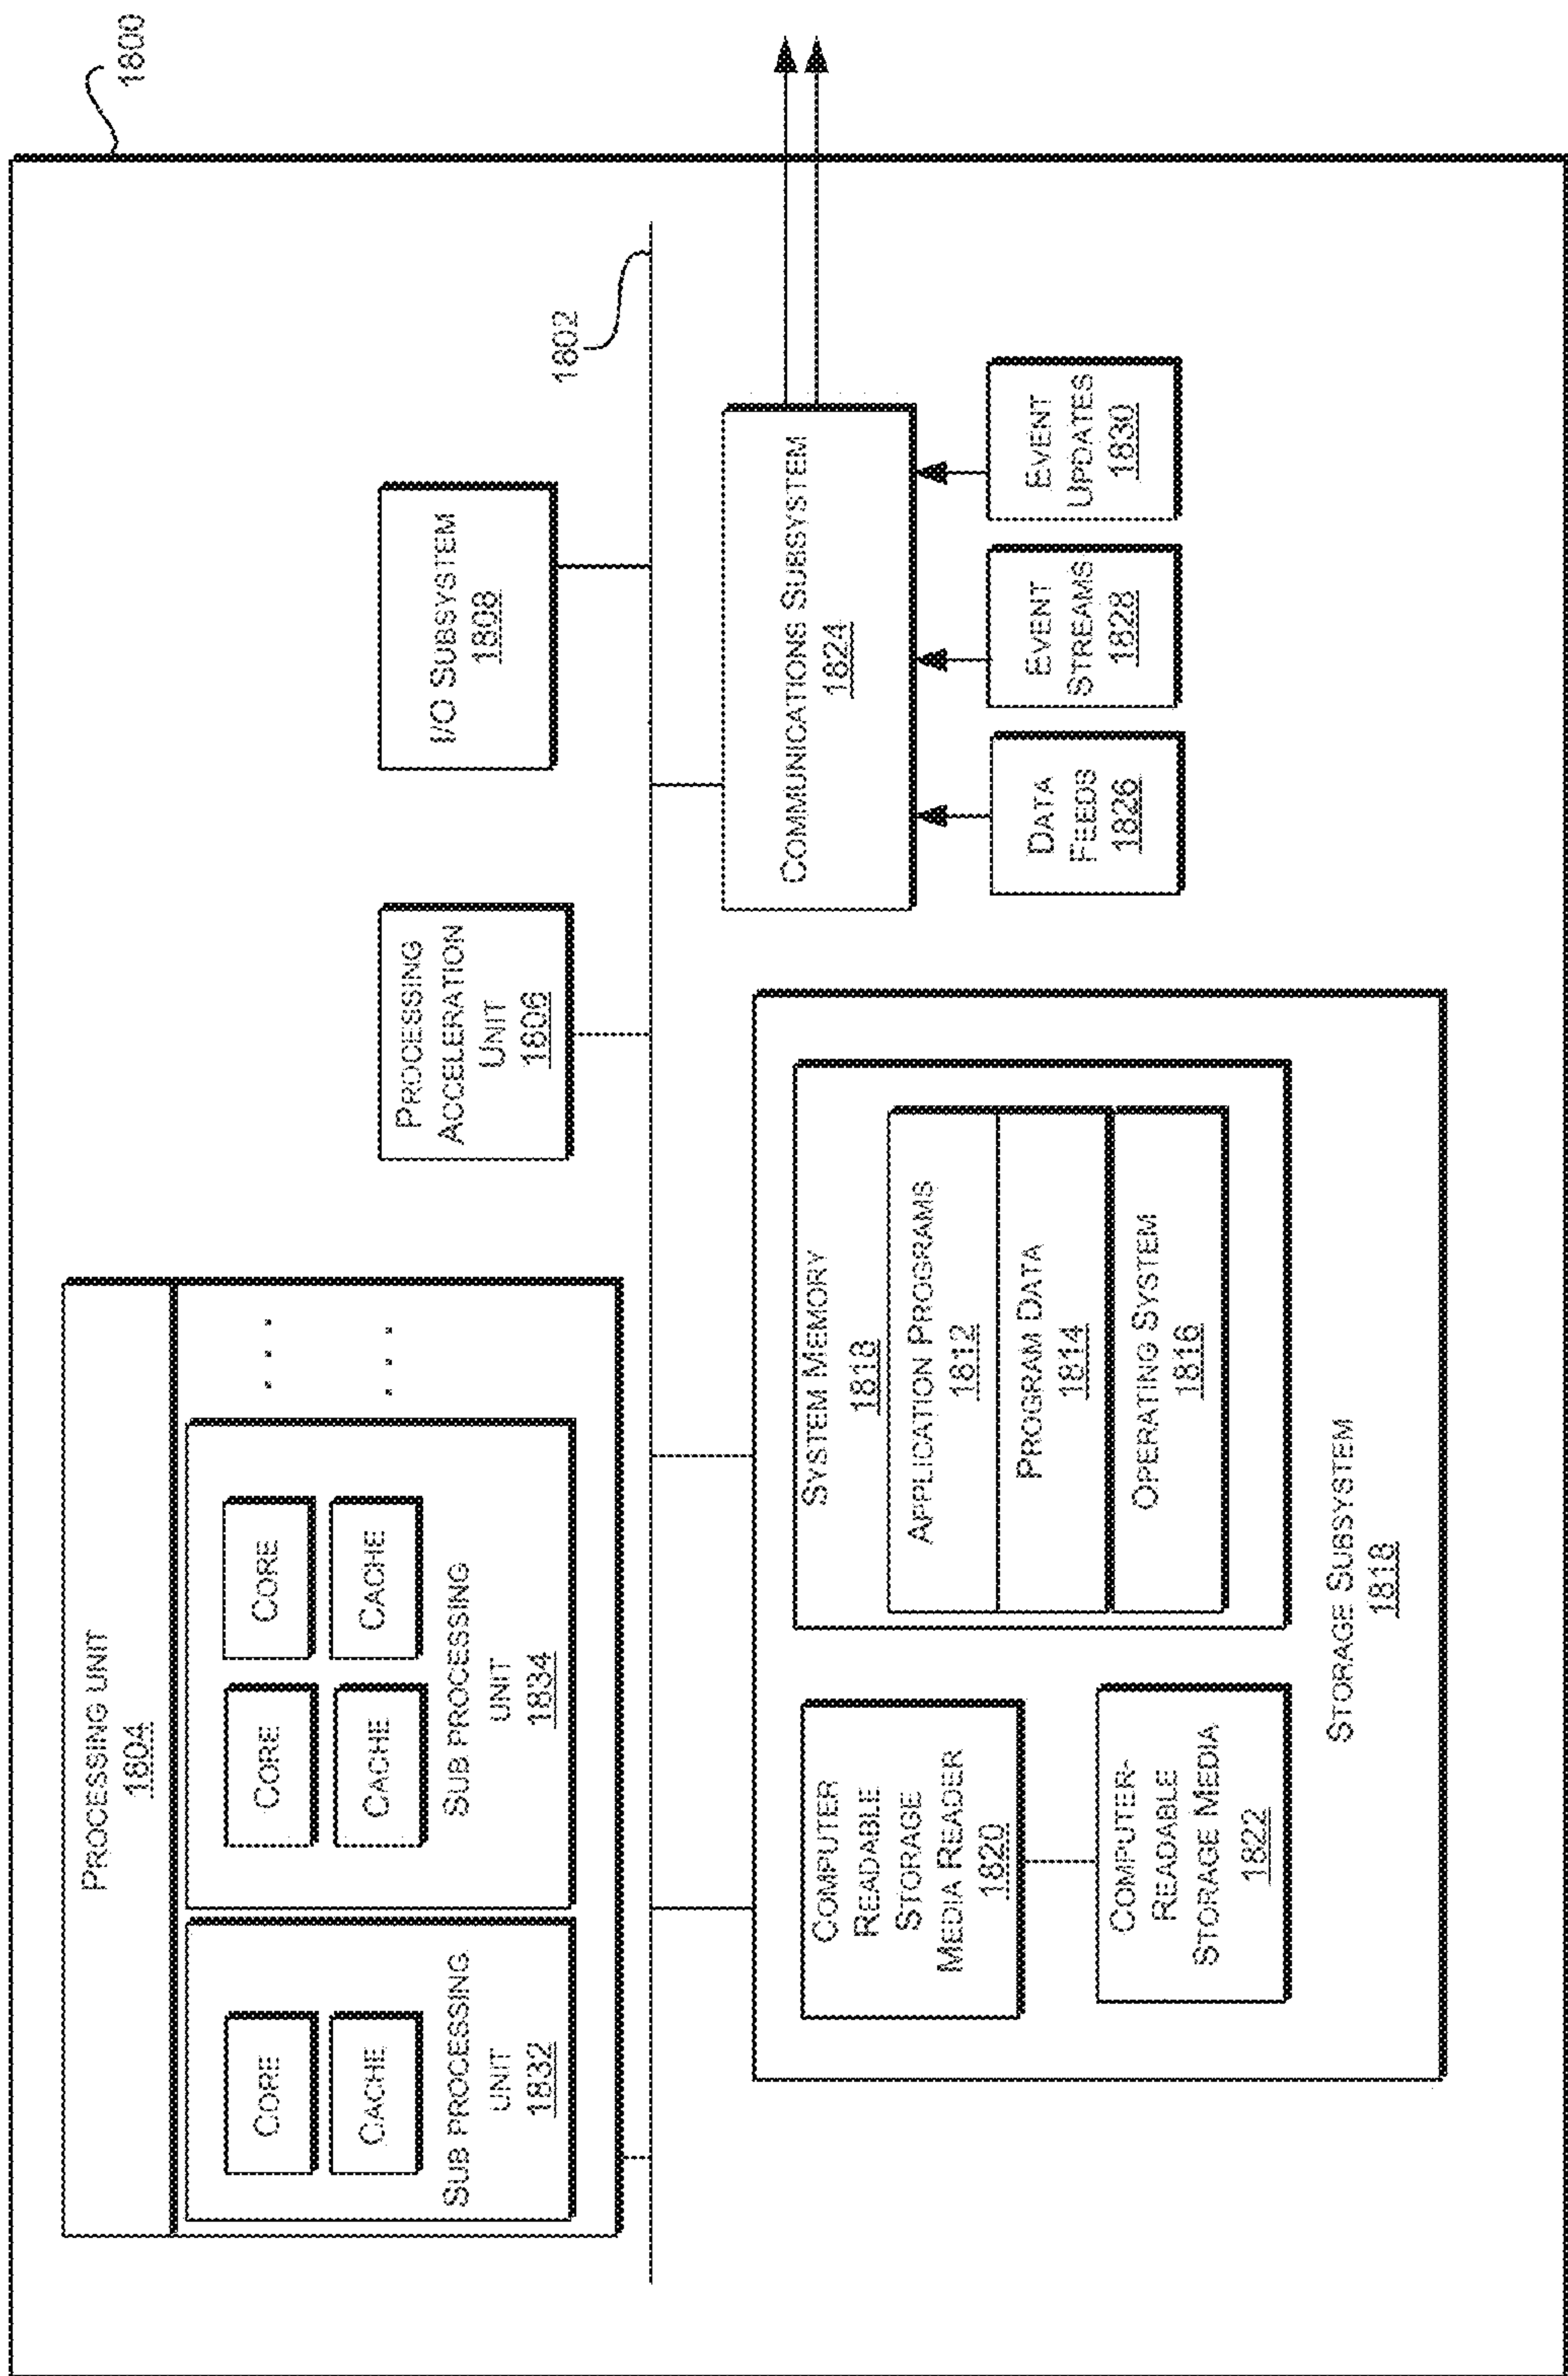 1800
PROCESSING UNIT
1804
CORE
CACHE
SUB PROCESSING
UNIT
1832
CORE
CORE
CACHE
CACHE
SUB PROCESSING
UNIT
1834
. . .
. . .
PROCESSING
ACCELERATION
UNIT
1806
I/O SUBSYSTEM
1808
1802
COMPUTER
READABLE
STORAGE
MEDIA READER
1820
COMPUTER-
READABLE
STORAGE MEDIA
1822
SYSTEM MEMORY
1818
APPLICATION PROGRAMS
1812
PROGRAM DATA
1814
OPERATING SYSTEM
1816
STORAGE SUBSYSTEM
1818
COMMUNICATIONS SUBSYSTEM
1824
DATA
FEEDS
1826
EVENT
STREAMS
1828
EVENT
UPDATES
1830